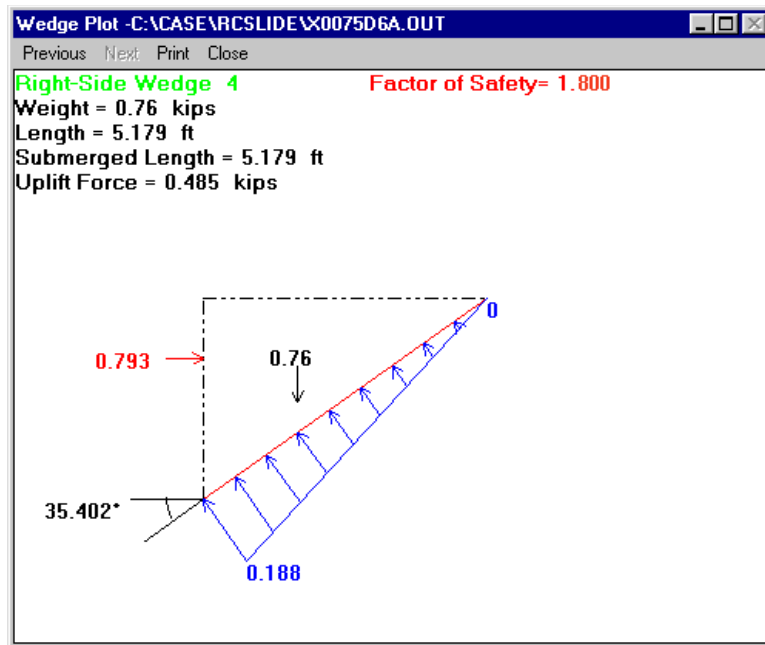 Wedge Plot -C:\CASE\RCSLIDE\X0075D6A.OUT
Previous Next Print Close
Right-Side Wedge 4 Factor of Safety= 1.800
Weight = 0.76 kips
Length = 5.179 ft
Submerged Length = 5.179 ft
Uplift Force = 0.485 kips
0
0.793
0.76
35.402°
0.188